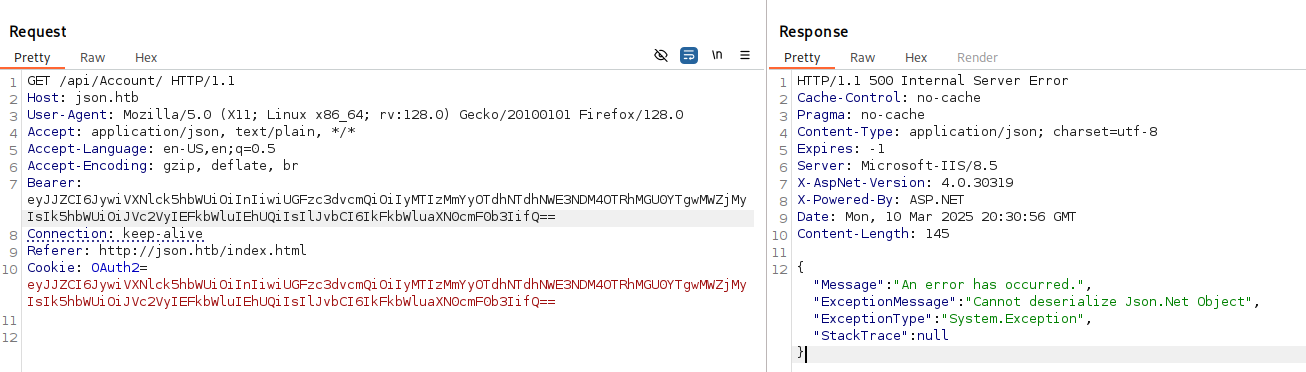 Request
Pretty Raw Hex \n
1 GET /api/Account/ HTTP/1.1
2 Host: json.htb
3 User-Agent: Mozilla/5.0 (X11; Linux x86_64; rv:128.0) Gecko/20100101 Firefox/128.0
4 Accept: application/json, text/plain, */*
5 Accept-Language: en-US,en;q=0.5
6 Accept-Encoding: gzip, deflate, br
7 Bearer:
eyJJZCI6JywiVXNlck5hbWUiOiInIiwiUGFzc3dvcmQiOiIyMTIzMmYyOTdhNTdhNWE3NDM4OTRhMGU0YTgwMWZjMy
IsIk5hbWUiOiJVc2VyIEFkbWluIEhUQiIsIlJvbCI6IkFkbWluaXN0cmF0b3IifQ==
8 Connection: keep-alive
9 Referer: http://json.htb/index.html
10 Cookie: OAuth2=
eyJJZCI6JywiVXNlck5hbWUiOiInIiwiUGFzc3dvcmQiOiIyMTIzMmYyOTdhNTdhNWE3NDM4OTRhMGU0YTgwMWZjMy
IsIk5hbWUiOiJVc2VyIEFkbWluIEhUQiIsIlJvbCI6IkFkbWluaXN0cmF0b3IifQ==
11
12
Response
Pretty Raw Hex Render
1 HTTP/1.1 500 Internal Server Error
2 Cache-Control: no-cache
3 Pragma: no-cache
4 Content-Type: application/json; charset=utf-8
5 Expires: -1
6 Server: Microsoft-IIS/8.5
7 X-AspNet-Version: 4.0.30319
8 X-Powered-By: ASP.NET
9 Date: Mon, 10 Mar 2025 20:30:56 GMT
10 Content-Length: 145
11
12 {
"Message":"An error has occurred.",
"ExceptionMessage":"Cannot deserialize Json.Net Object",
"ExceptionType":"System.Exception",
"StackTrace":null
}